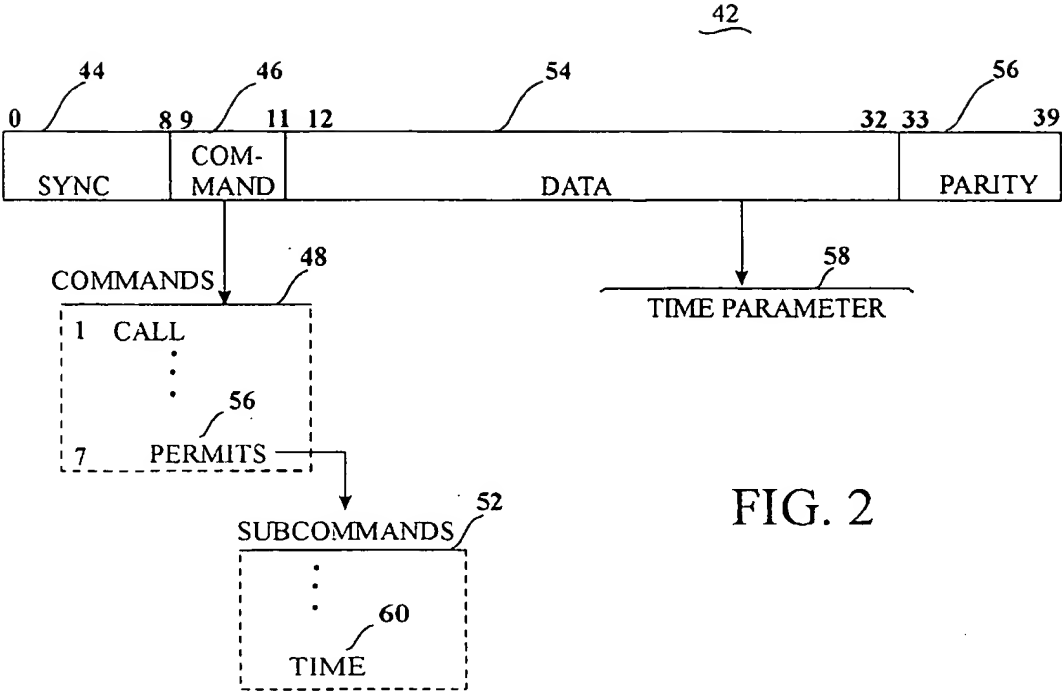 42
44 46 54 56
0 8 9 11 12 32 33 39
SYNC COM-
MAND DATA PARITY
COMMANDS 48 58
TIME PARAMETER
1 CALL
56
7 PERMITS
SUBCOMMANDS 52
FIG. 2
60
TIME